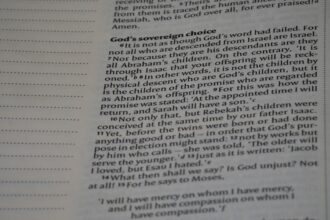 receiving of
the promises. ⁵Theirs
from them is traced the human ancestry
Messiah, who is God over all, for ever praised!
Amen.
God's sovereign choice
⁶It is not as though God's word had failed. For
not all who are descended from Israel are Israel.
⁷Nor because they are his descendants are they
all Abraham's children. On the contrary, 'It is
through Isaac that your offspring will be reck-
oned.' ⁸In other words, it is not the children by
physical descent who are God's children, but it
is the children of the promise who are regarded
as Abraham's offspring. ⁹For this was how the
promise was stated: 'At the appointed time I will
return, and Sarah will have a son.'
¹⁰Not only that, but Rebekah's children were
conceived at the same time by our father Isaac.
¹¹Yet, before the twins were born or had done
anything good or bad – in order that God's pur-
pose in election might stand: ¹²not by works but
by him who calls – she was told, 'The older will
serve the younger.' ¹³Just as it is written: 'Jacob
I loved, but Esau I hated.'
¹⁴What then shall we say? Is God unjust? Not
at all! ¹⁵For he says to Moses,
'I will have mercy on whom I have mercy,
and I will have compassion on whom I
have compassion.'